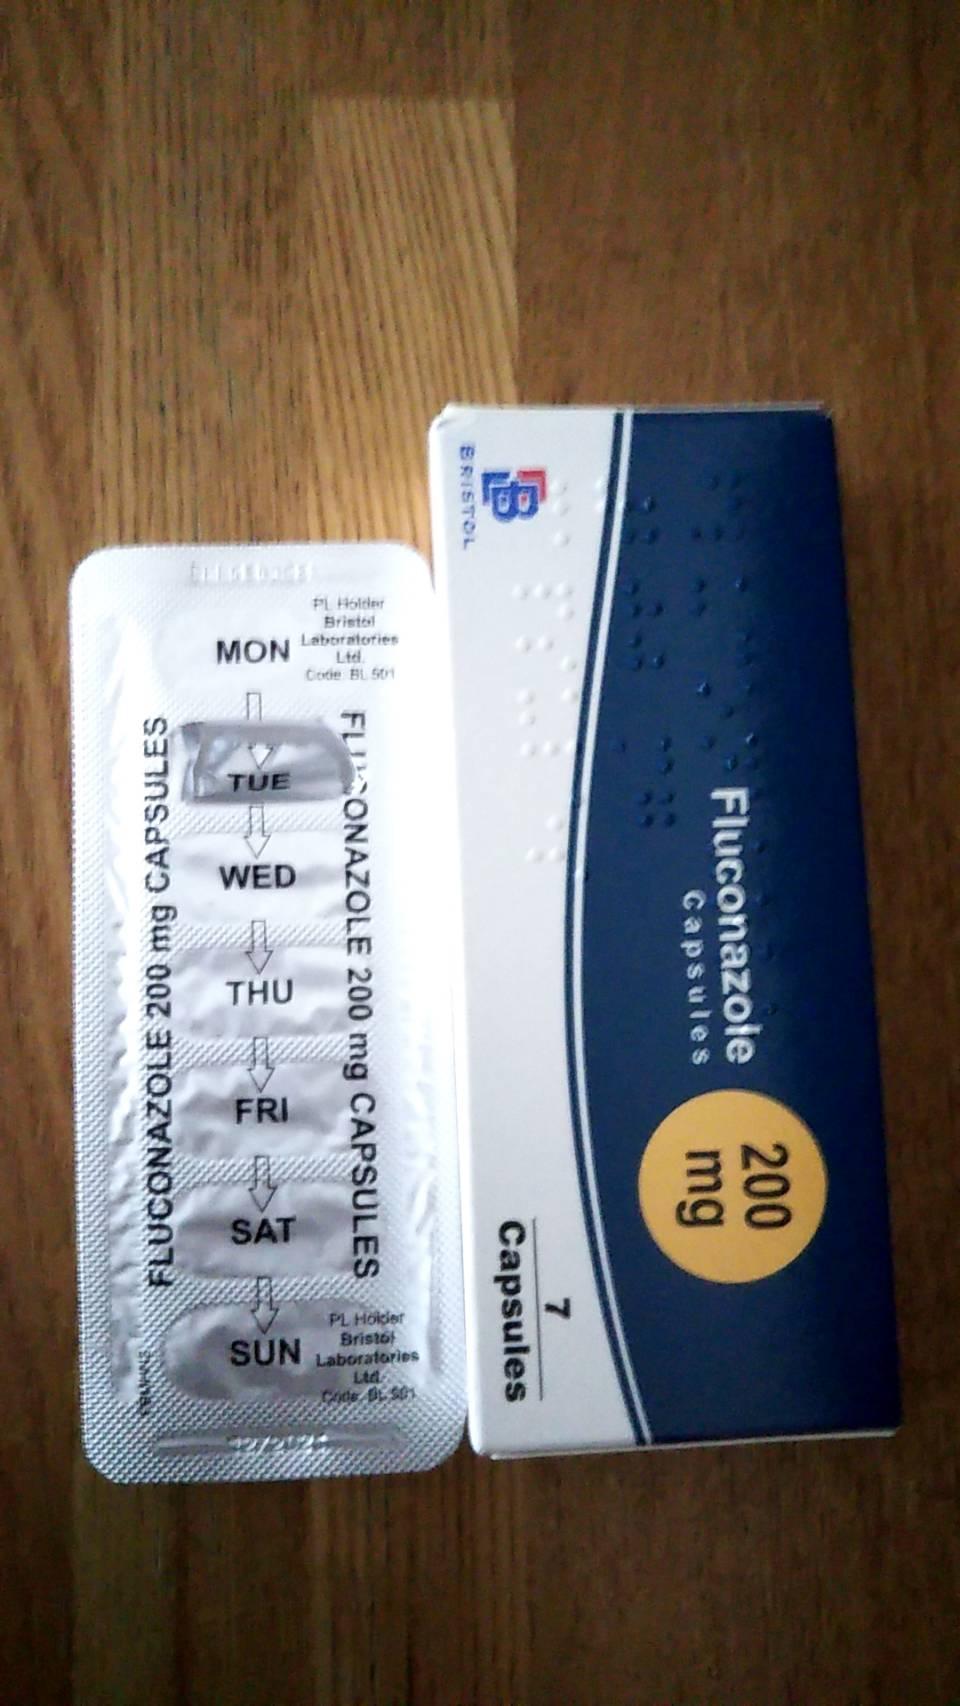 BRISTOL
Fluconazole
Capsules
200
mg
7
Capsules
PL Holder
Bristol
Laboratories
Ltd.
Code: BL 501
MON
TUE
WED
THU
FRI
SAT
SUN
FLUCONAZOLE 200 mg CAPSULES
FLUCONAZOLE 200 mg CAPSULES
PL Holder
Bristol
Laboratories
Ltd.
Code: BL 501